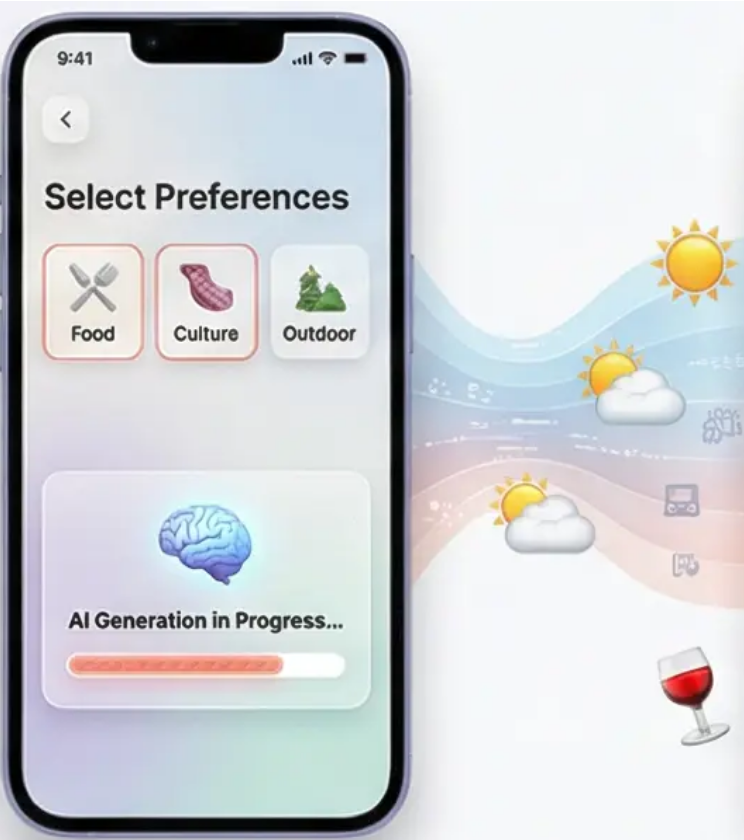 9:41
Select Preferences
Food
Culture
Outdoor
AI Generation in Progress...